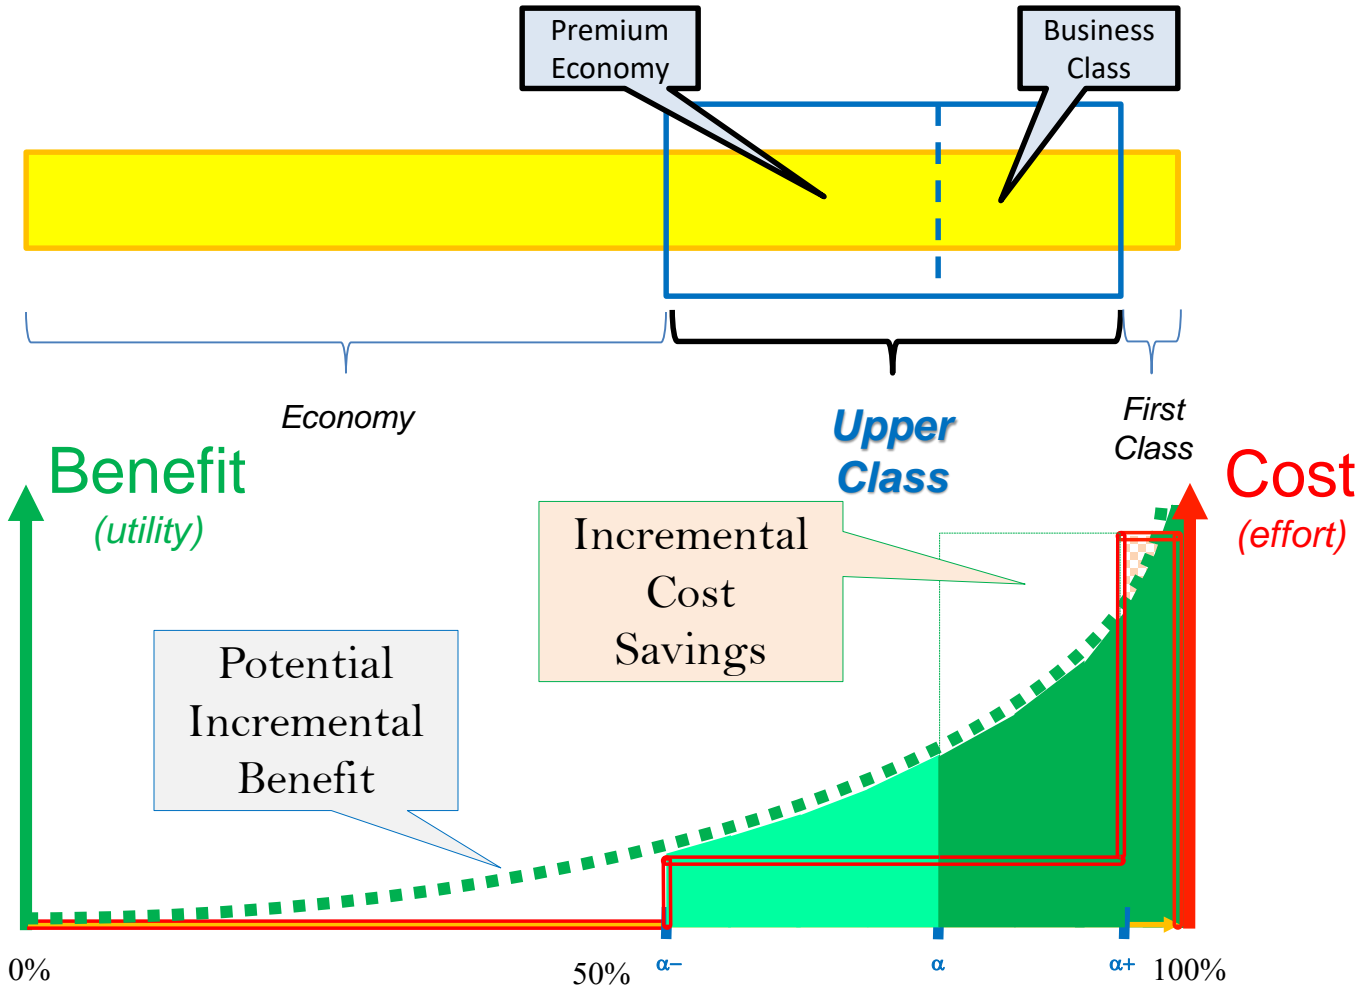 Premium
Economy
Business
Class
Economy
Upper
Class
First
Class
Benefit
(utility)
Cost
(effort)
Incremental
Cost
Savings
Potential
Incremental
Benefit
0%
50%
α−
α
α+
100%